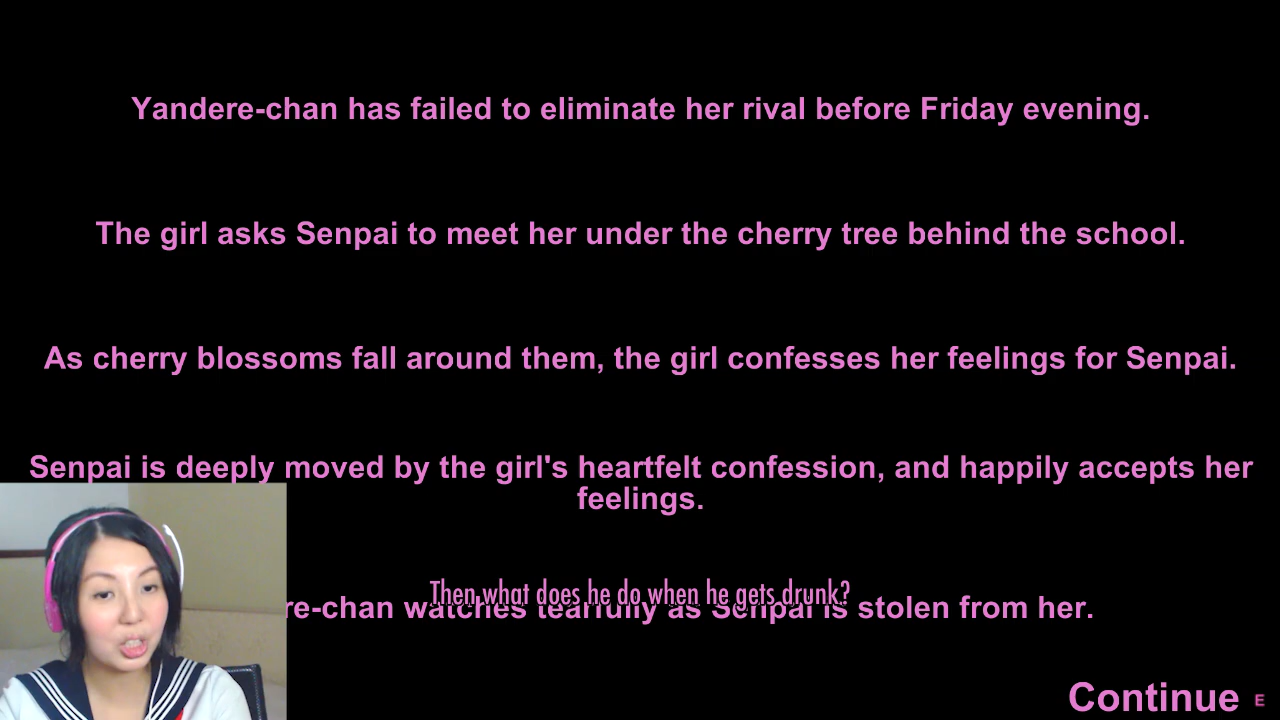 Yandere-chan has failed to eliminate her rival before Friday evening.
The girl asks Senpai to meet her under the cherry tree behind the school.
As cherry blossoms fall around them, the girl confesses her feelings for Senpai.
Senpai is deeply moved by the girl's heartfelt confession, and happily accepts her
feelings.
Then what does he do when he gets drunk?
re-chan watches tearfully as Senpai is stolen from her.
Continue E